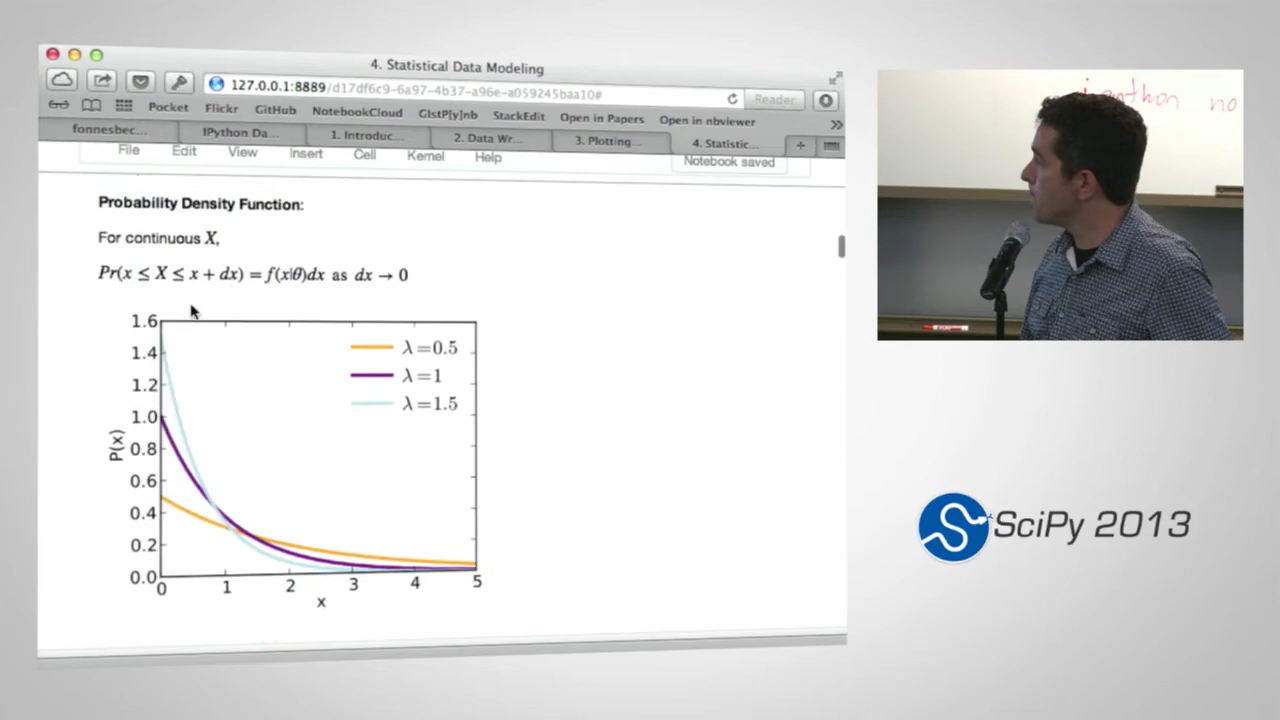 4. Statistical Data Modeling
127.0.0.1:8889/d17df6c9-6a97-4b37-a96e-a059245baa10#
Reader
Pocket Flickr GitHub NotebookCloud GIstP[y]nb StackEdit Open in Papers Open in nbviewer
fonnesbec... IPython Da... 1. Introduc... 2. Data Wr... 3. Plotting... 4. Statistic...
File Edit View Insert Cell Kernel Help
Notebook saved
Probability Density Function:
For continuous X,
Pr(x ≤ X ≤ x + dx) = f(x|θ)dx as dx → 0
1.6
1.4
1.2
1.0
0.8
0.6
0.4
0.2
0.0
P(x)
λ=0.5
λ=1
λ=1.5
0 1 2 3 4 5
x
no
SciPy 2013